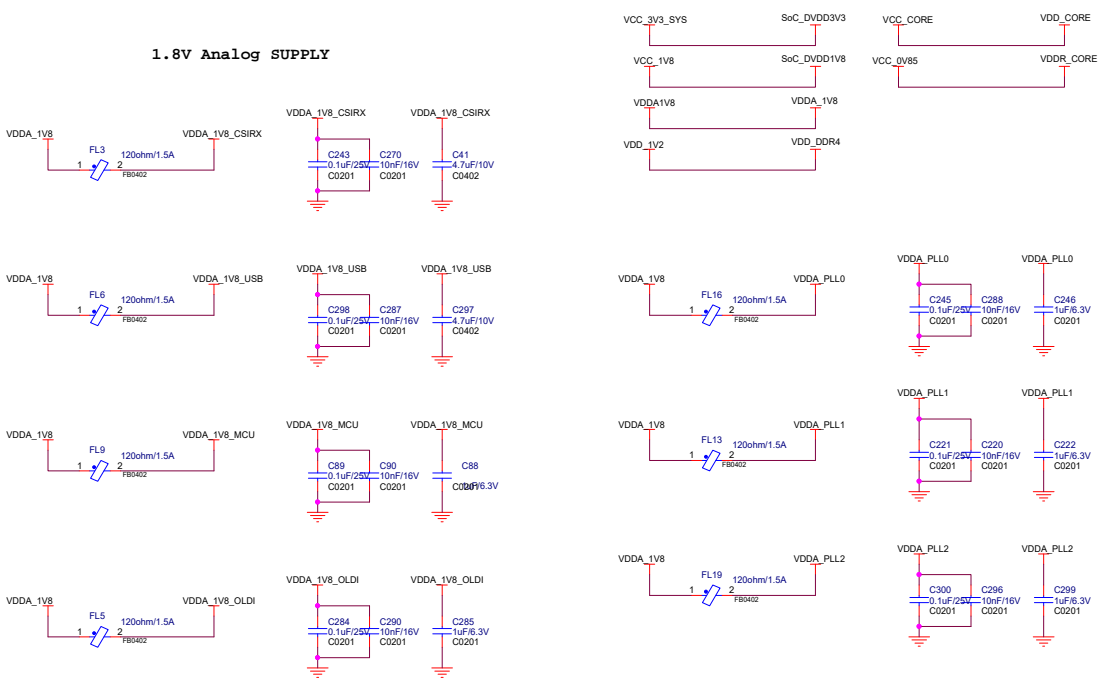 1.8V Analog SUPPLY
VCC_3V3_SYS
SoC_DVDD3V3
VCC_CORE
VDD_CORE
VCC_1V8
SoC_DVDD1V8
VCC_0V85
VDDR_CORE
VDDA1V8
VDDA_1V8
VDD_1V2
VDD_DDR4
VDDA_1V8
VDDA_1V8_CSIRX
FL3
120ohm/1.5A
1
2
FB0402
VDDA_1V8_CSIRX
VDDA_1V8_CSIRX
C243
0.1uF/25V
C0201
C270
10nF/16V
C0201
C41
4.7uF/10V
C0402
VDDA_1V8
VDDA_1V8_USB
FL6
120ohm/1.5A
1
2
FB0402
VDDA_1V8_USB
VDDA_1V8_USB
C298
0.1uF/25V
C0201
C287
10nF/16V
C0201
C297
4.7uF/10V
C0402
VDDA_1V8
VDDA_PLL0
FL16
120ohm/1.5A
1
2
FB0402
VDDA_PLL0
VDDA_PLL0
C245
0.1uF/25V
C0201
C288
10nF/16V
C0201
C246
1uF/6.3V
C0201
VDDA_1V8
VDDA_1V8_MCU
FL9
120ohm/1.5A
1
2
FB0402
VDDA_1V8_MCU
VDDA_1V8_MCU
C89
0.1uF/25V
C0201
C90
10nF/16V
C0201
C88
1uF/6.3V
C0201
VDDA_1V8
VDDA_PLL1
FL13
120ohm/1.5A
1
2
FB0402
VDDA_PLL1
VDDA_PLL1
C221
0.1uF/25V
C0201
C220
10nF/16V
C0201
C222
1uF/6.3V
C0201
VDDA_1V8
VDDA_1V8_OLDI
FL5
120ohm/1.5A
1
2
FB0402
VDDA_1V8_OLDI
VDDA_1V8_OLDI
C284
0.1uF/25V
C0201
C290
10nF/16V
C0201
C285
1uF/6.3V
C0201
VDDA_1V8
VDDA_PLL2
FL19
120ohm/1.5A
1
2
FB0402
VDDA_PLL2
VDDA_PLL2
C300
0.1uF/25V
C0201
C296
10nF/16V
C0201
C299
1uF/6.3V
C0201